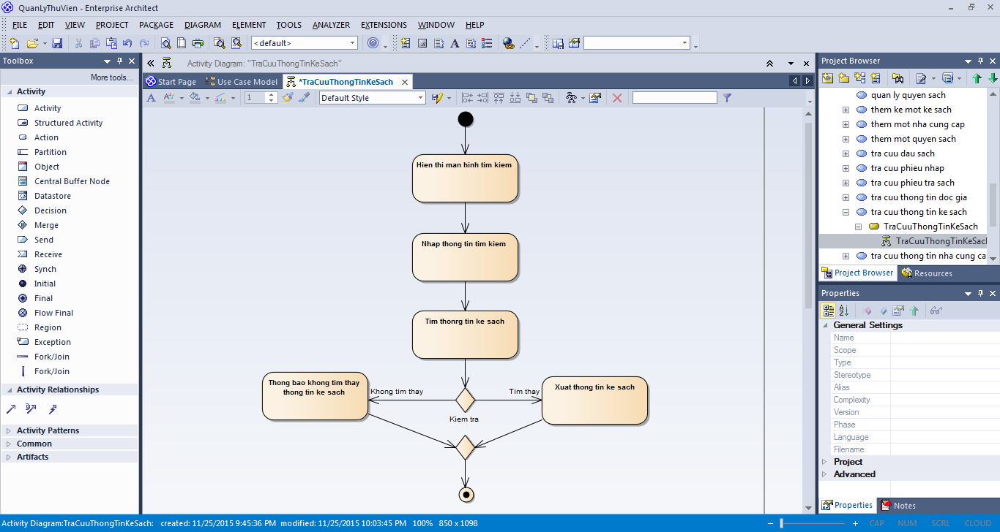 QuanLyThuVien - Enterprise Architect
FILE EDIT VIEW PROJECT PACKAGE DIAGRAM ELEMENT TOOLS ANALYZER EXTENSIONS WINDOW HELP
<default>
Toolbox
More tools...
Activity
Activity
Structured Activity
Action
Partition
Object
Central Buffer Node
Datastore
Decision
Merge
Send
Receive
Synch
Initial
Final
Flow Final
Region
Exception
Fork/Join
Fork/Join
Activity Relationships
Activity Patterns
Common
Artifacts
Activity Diagram: "TraCuuThongTinKeSach"
Start Page Use Case Model *TraCuuThongTinKeSach
1 Default Style
Hien thi man hinh tim kiem
Nhap thong tin tim kiem
Tim thonrg tin ke sach
Thong bao khong tim thay
thong tin ke sach
Khong tim thay
Tim thay
Xuat thong tin ke sach
Kiem tra
Project Browser
quan ly quyen sach
them ke mot ke sach
them mot nha cung cap
them mot quyen sach
tra cuu dau sach
tra cuu phieu nhap
tra cuu phieu tra sach
tra cuu thong tin doc gia
tra cuu thong tin ke sach
TraCuuThongTinKeSach
TraCuuThongTinKeSach
tra cuu thong tin nha cung ca
Project Browser Resources
Properties
General Settings
Name
Scope
Type
Stereotype
Alias
Complexity
Version
Phase
Language
Filename
Project
Advanced
Properties Notes
Activity Diagram:TraCuuThongTinKeSach: created: 11/25/2015 9:45:36 PM modified: 11/25/2015 10:03:45 PM 100% 850 x 1098
CAP NUM SCRL CLOUD